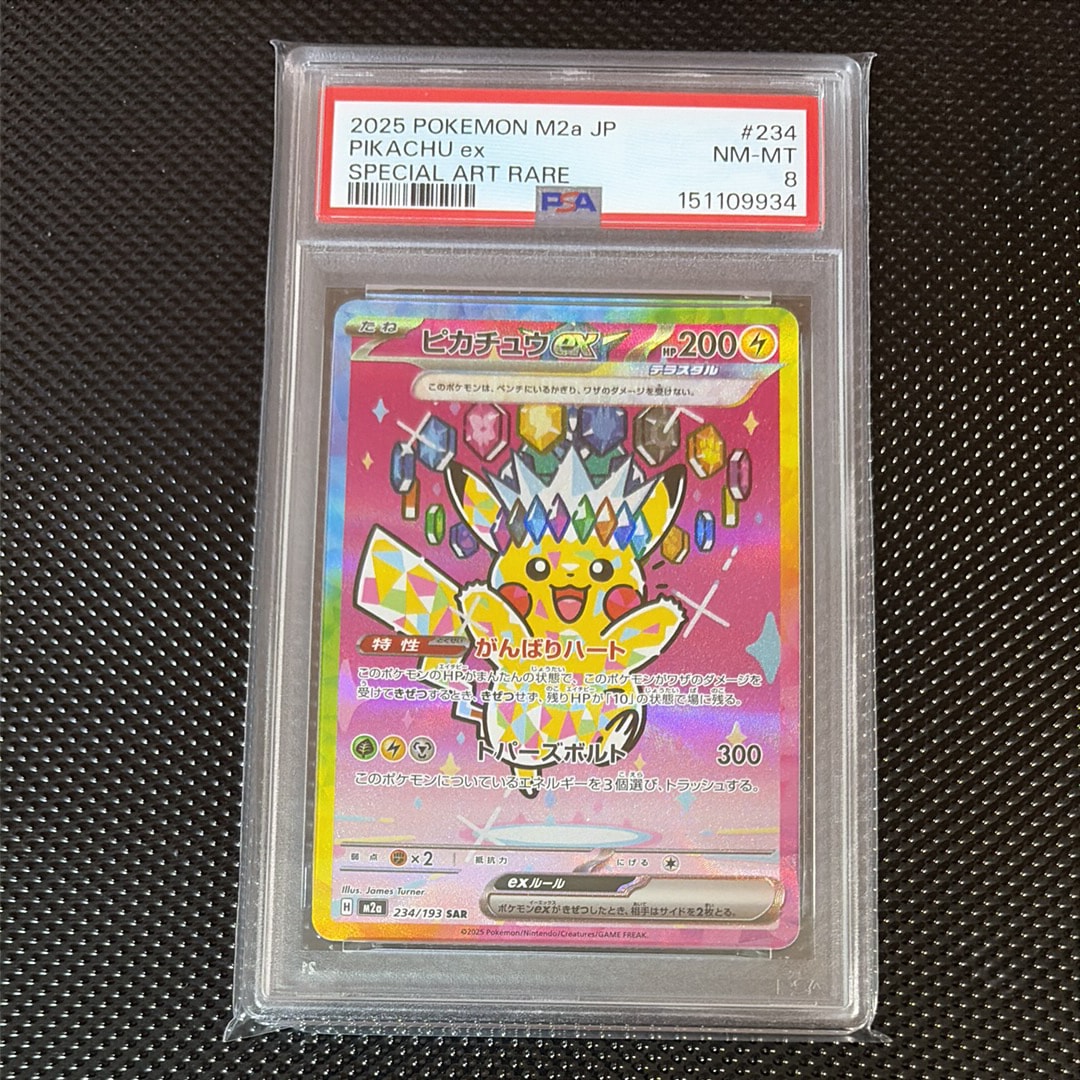 2025 POKEMON M2a JP #234
PIKACHU ex NM-MT
SPECIAL ART RARE 8
PSA 151109934
たね ピカチュウex HP200
テラスタル
このポケモンは、ベンチにいるかぎり、ワザのダメージを受けない。
特性 とくせい がんばりハート
このポケモンのHPがまんたんの状態で、このポケモンがワザのダメージを
受けてきぜつするとき、きぜつせず、残りHPが「10」の状態で場に残る。
トパーズボルト 300
このポケモンについているエネルギーを3個選び、トラッシュする。
弱点 ×2 抵抗力 にげる
Illus. James Turner
exルール
H m2a 234/193 SAR
ポケモンexがきぜつしたとき、相手はサイドを2枚とる。
©2025 Pokémon/Nintendo/Creatures/GAME FREAK.